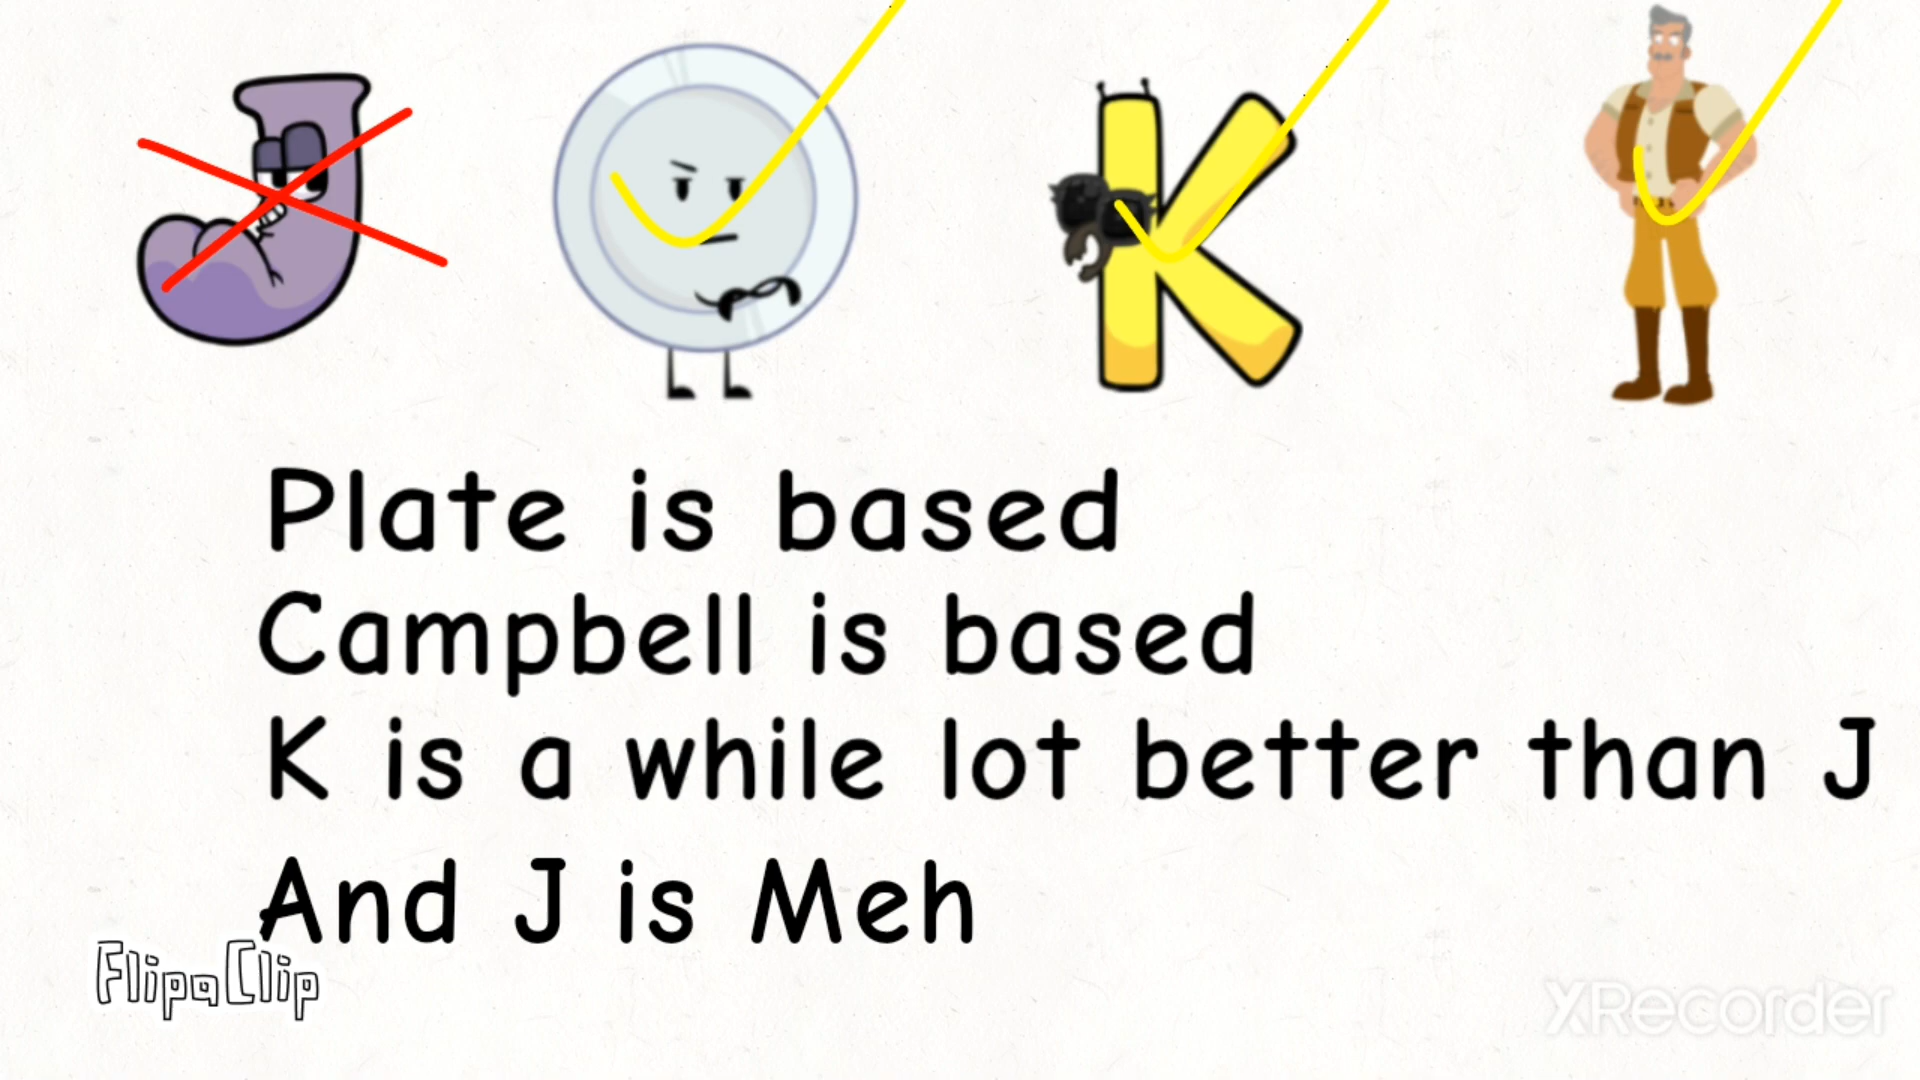 Plate is based
Campbell is based
K is a while lot better than J
And J is Meh
FlipaClip
XRecorder